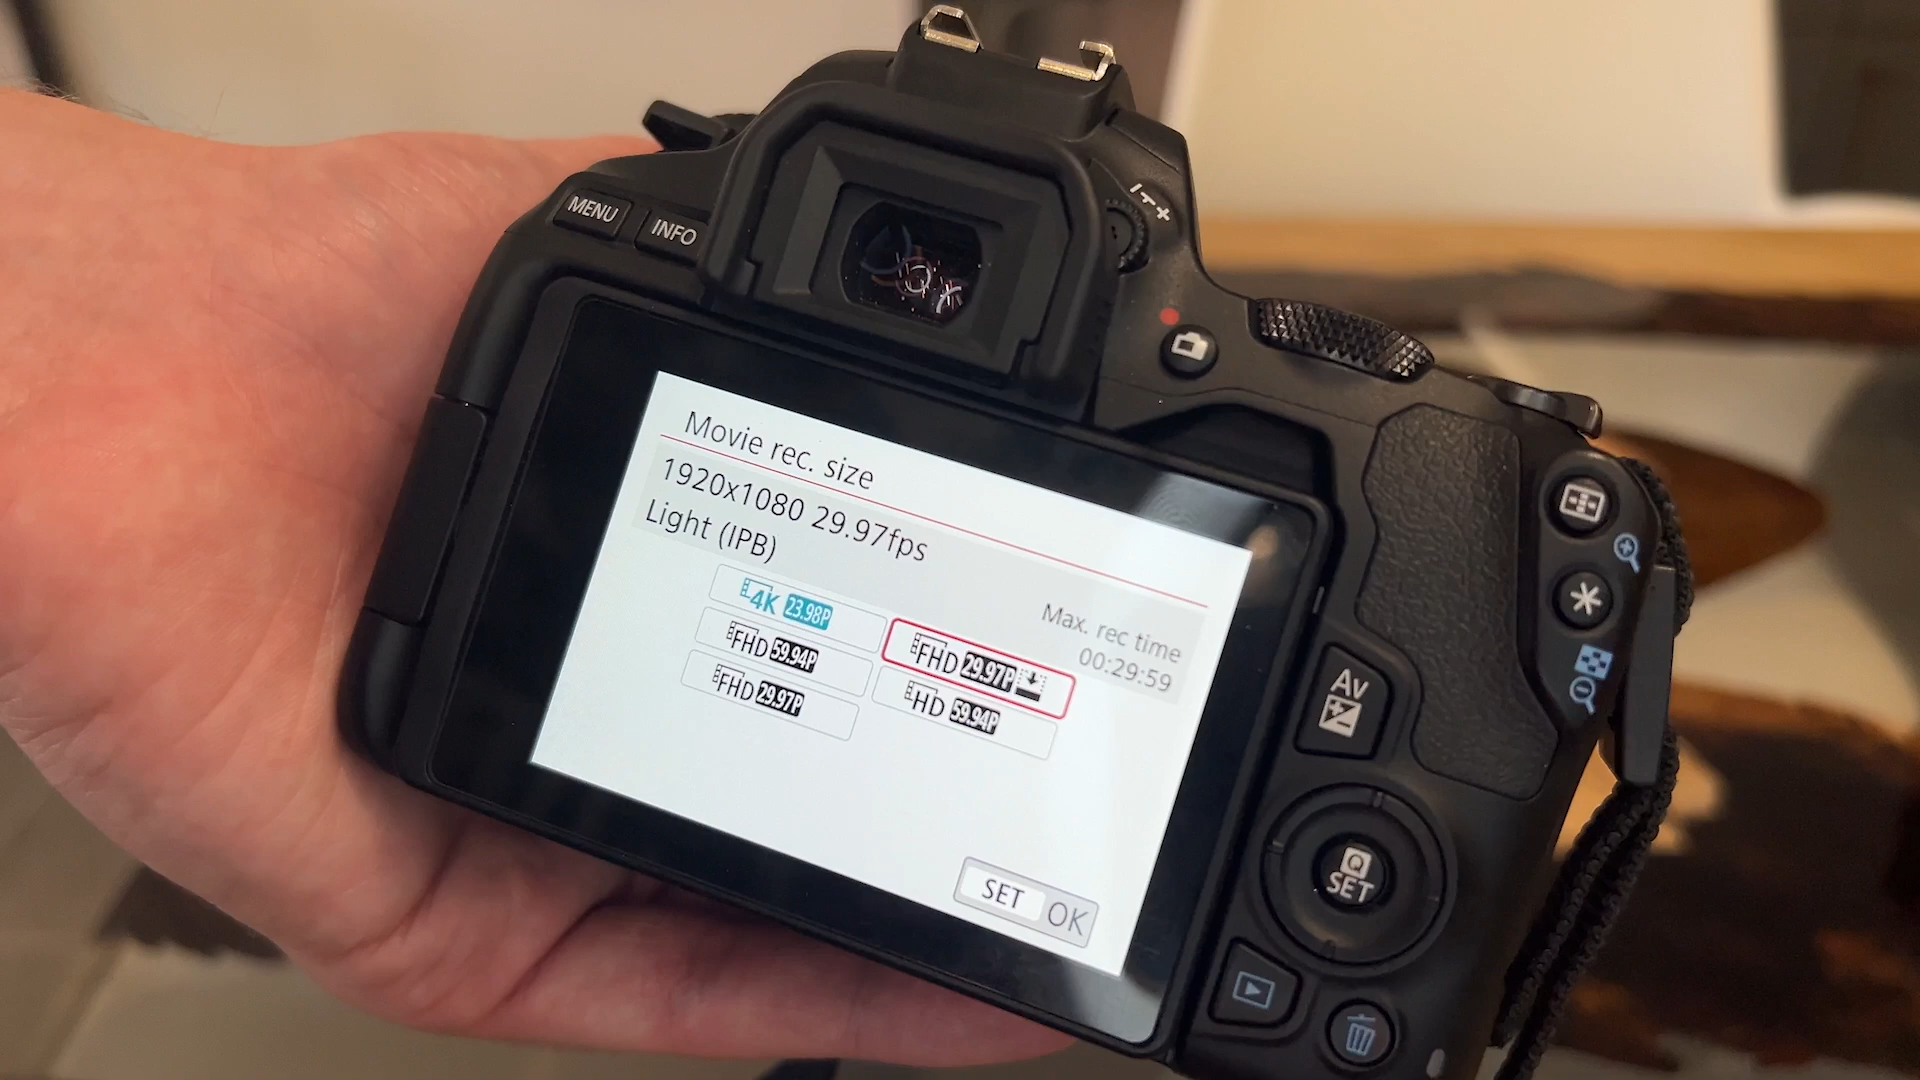 MENU
INFO
Movie rec. size
1920x1080 29.97fps
Light (IPB)
Max. rec time
00:29:59
4K 23.98P
FHD 59.94P
FHD 29.97P
FHD 29.97P
HD 59.94P
SET OK
Av
Q
SET